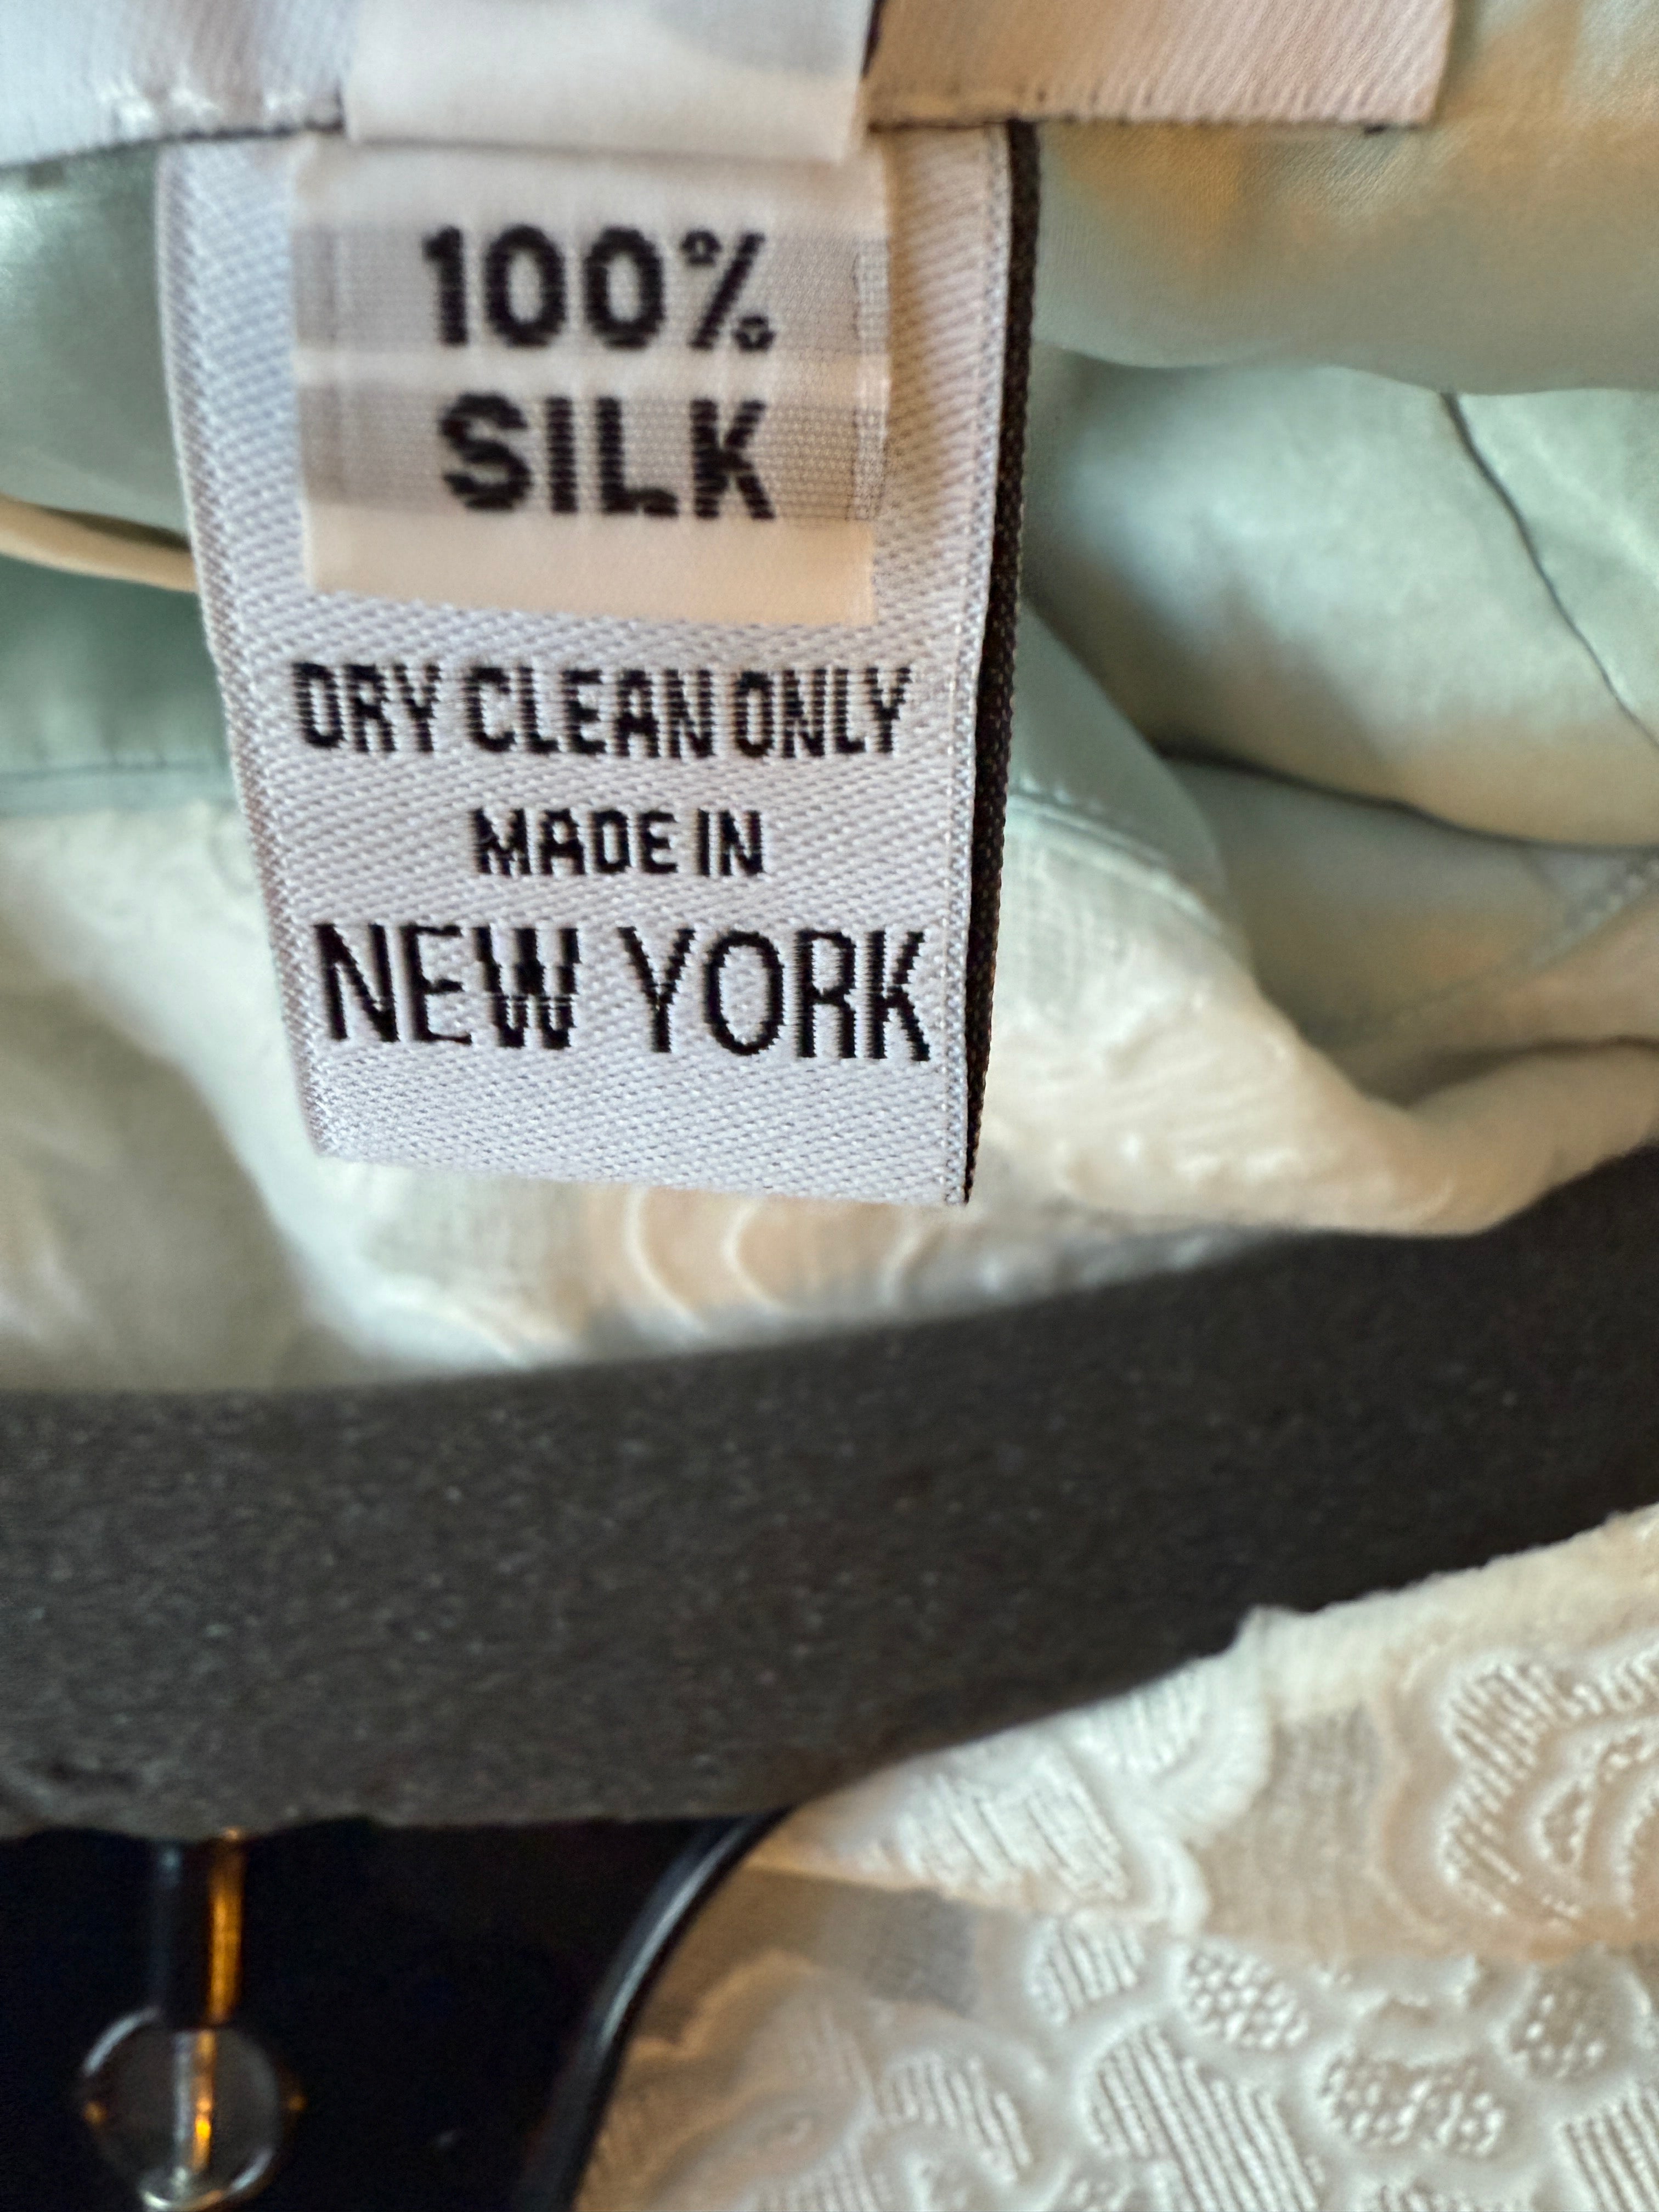 100%
SILK
DRY CLEAN ONLY
MADE IN
NEW YORK